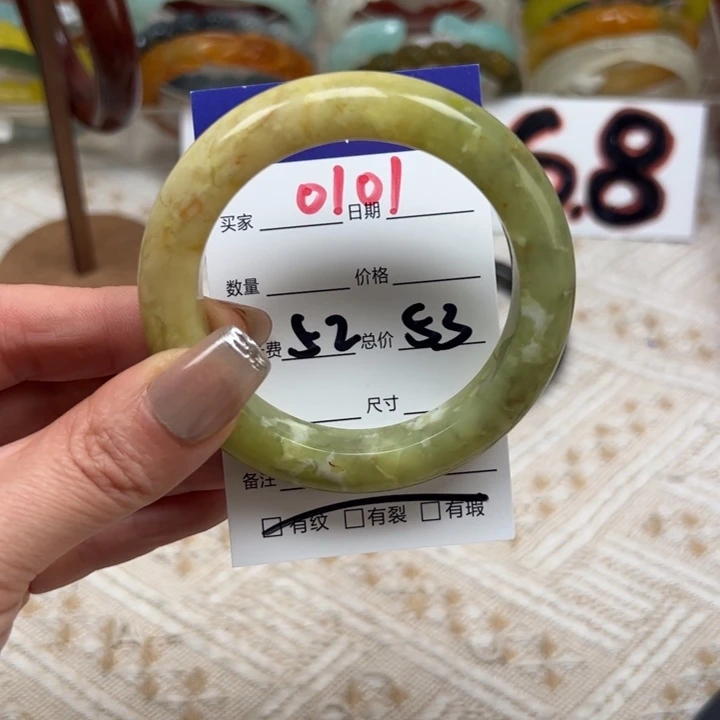 0101
6.8
买家 日期
数量 价格
费 52 总价 53
尺寸
备注
有纹 有裂 有瑕